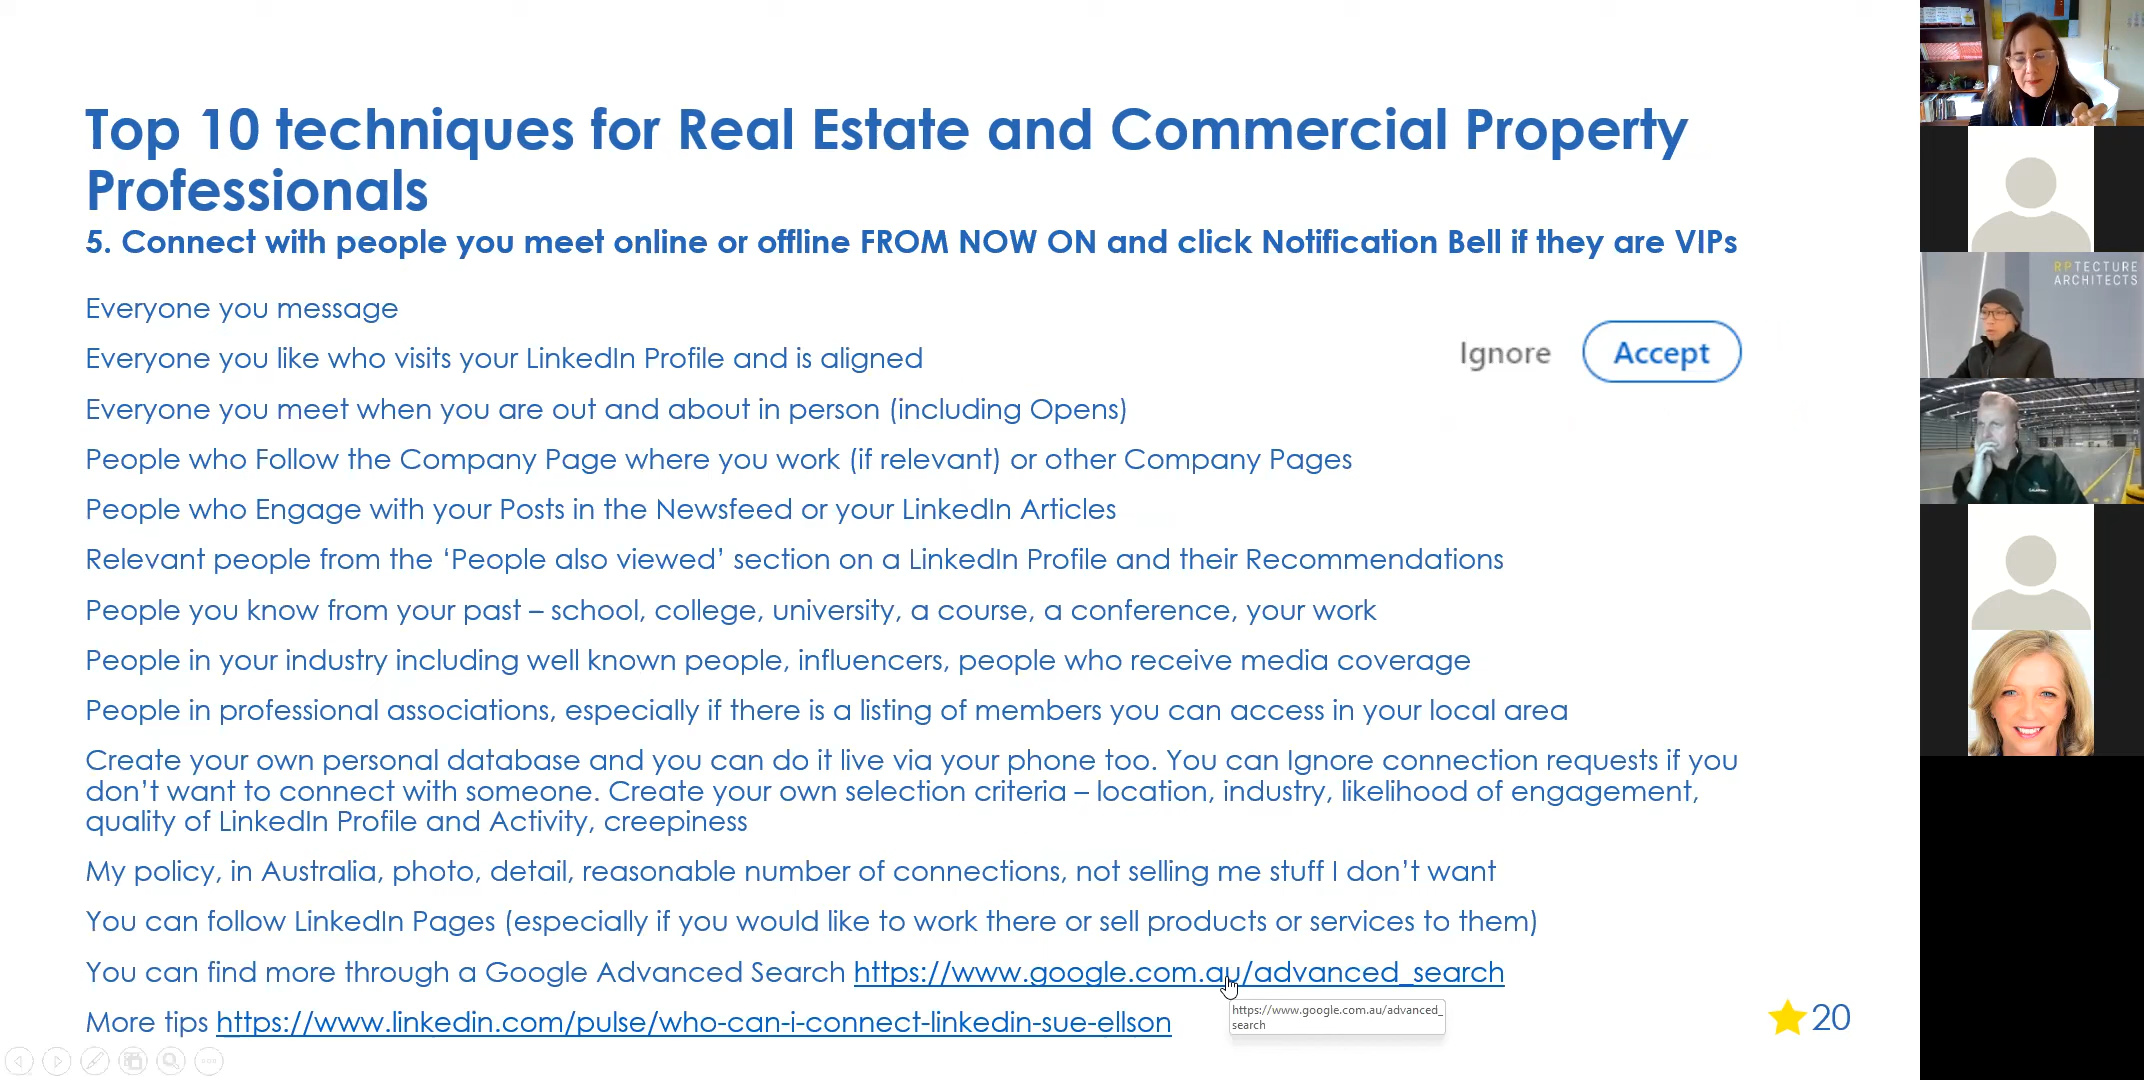 Top 10 techniques for Real Estate and Commercial Property
Professionals
5. Connect with people you meet online or offline FROM NOW ON and click Notification Bell if they are VIPs
Everyone you message
Everyone you like who visits your LinkedIn Profile and is aligned
Ignore
Accept
Everyone you meet when you are out and about in person (including Opens)
People who Follow the Company Page where you work (if relevant) or other Company Pages
People who Engage with your Posts in the Newsfeed or your LinkedIn Articles
Relevant people from the ‘People also viewed’ section on a LinkedIn Profile and their Recommendations
People you know from your past – school, college, university, a course, a conference, your work
People in your industry including well known people, influencers, people who receive media coverage
People in professional associations, especially if there is a listing of members you can access in your local area
Create your own personal database and you can do it live via your phone too. You can Ignore connection requests if you
don’t want to connect with someone. Create your own selection criteria – location, industry, likelihood of engagement,
quality of LinkedIn Profile and Activity, creepiness
My policy, in Australia, photo, detail, reasonable number of connections, not selling me stuff I don’t want
You can follow LinkedIn Pages (especially if you would like to work there or sell products or services to them)
You can find more through a Google Advanced Search https://www.google.com.au/advanced_search
https://www.google.com.au/advanced_
search
More tips https://www.linkedin.com/pulse/who-can-i-connect-linkedin-sue-ellson
20
RPTECTURE
ARCHITECTS